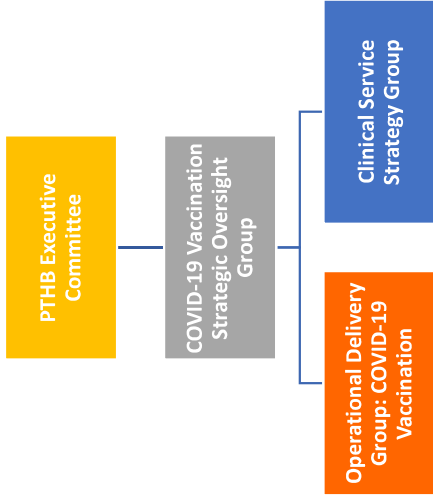 PTHB Executive
Committee
COVID-19 Vaccination
Strategic Oversight
Group
Operational Delivery
Group: COVID-19
Vaccination
Clinical Service
Strategy Group